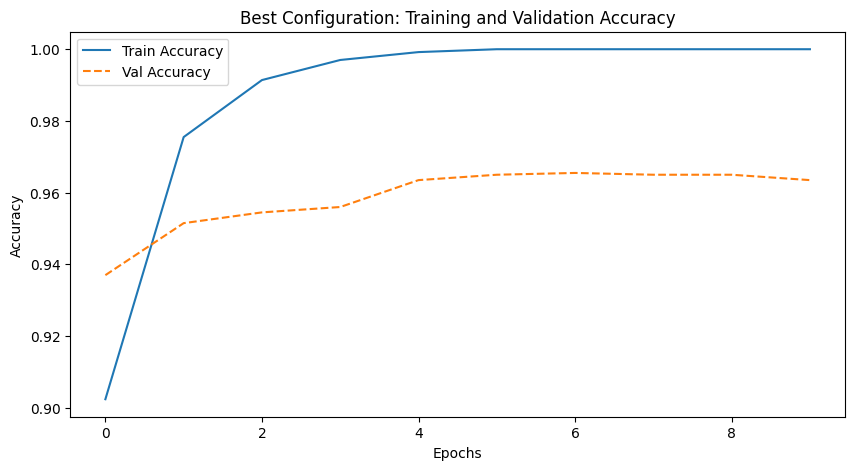 Best Configuration: Training and Validation Accuracy
Train Accuracy
Val Accuracy
1.00
0.98
0.96
0.94
0.92
0.90
Accuracy
0 2 4 6 8
Epochs